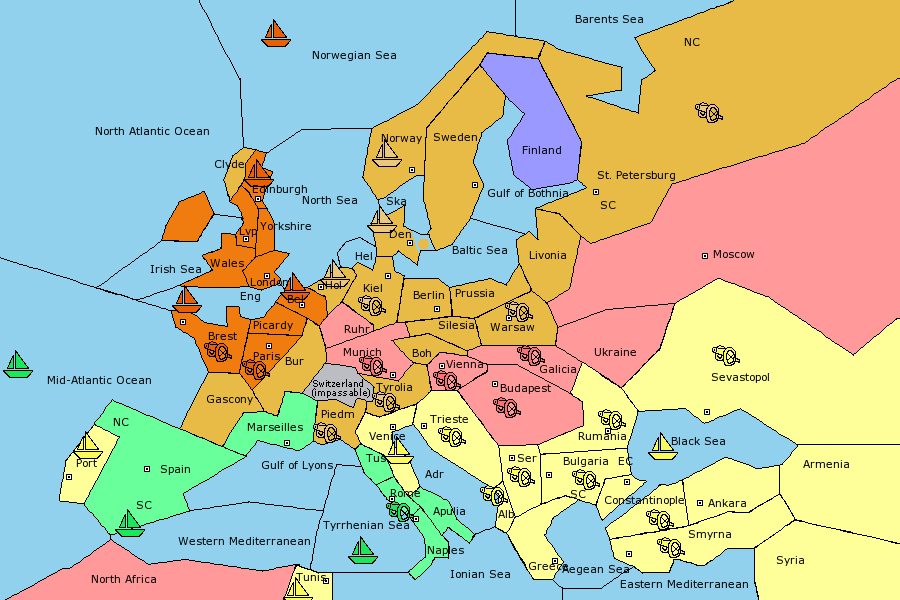 Barents Sea
NC
Norwegian Sea
North Atlantic Ocean
Norway
Sweden
Clyde
Finland
St. Petersburg
Edinburgh
Gulf of Bothnia
North Sea
Ska
SC
Yorkshire
Lvp
Den
Baltic Sea
Moscow
Livonia
Hel
Wales
Irish Sea
London
Hol
Kiel
Eng
Bel
Berlin
Prussia
Picardy
Silesia
Warsaw
Ruhr
Brest
Munich
Boh
Ukraine
Paris
Bur
Vienna
Galicia
Sevastopol
Mid-Atlantic Ocean
Switzerland
(impassable)
Tyrolia
Budapest
Gascony
Piedm
NC
Marseilles
Trieste
Venice
Rumania
Black Sea
Port
Spain
Gulf of Lyons
Tus
Ser
Bulgaria
EC
Armenia
Adr
SC
Rome
Constantinople
Ankara
SC
Apulia
Alb
Tyrrhenian Sea
Smyrna
Western Mediterranean
Naples
Syria
North Africa
Tunis
Ionian Sea
Greece
Aegean Sea
Eastern Mediterranean